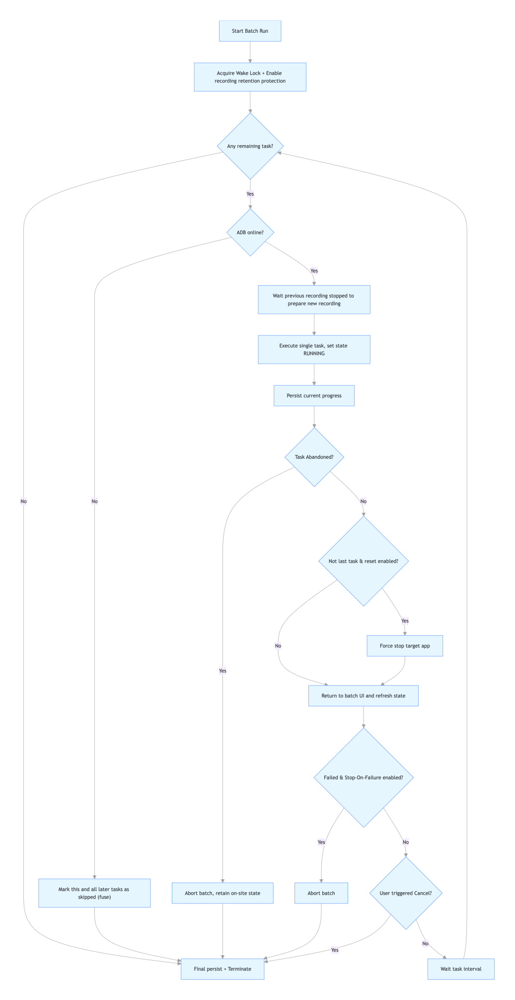 Start Batch Run
Acquire Wake Lock + Enable
recording retention protection
Any remaining task?
Yes
ADB online?
Yes
Wait previous recording stopped to
prepare new recording
Execute single task, set state
RUNNING
Persist current progress
Task Abandoned?
No
No
No
Not last task & reset enabled?
Yes
No
Force stop target app
Yes
Return to batch UI and refresh state
Failed & Stop-On-Failure enabled?
Yes
No
Mark this and all later tasks as
skipped (fuse)
Abort batch, retain on-site state
Abort batch
User triggered Cancel?
No
Yes
Final persist + Terminate
Wait task interval